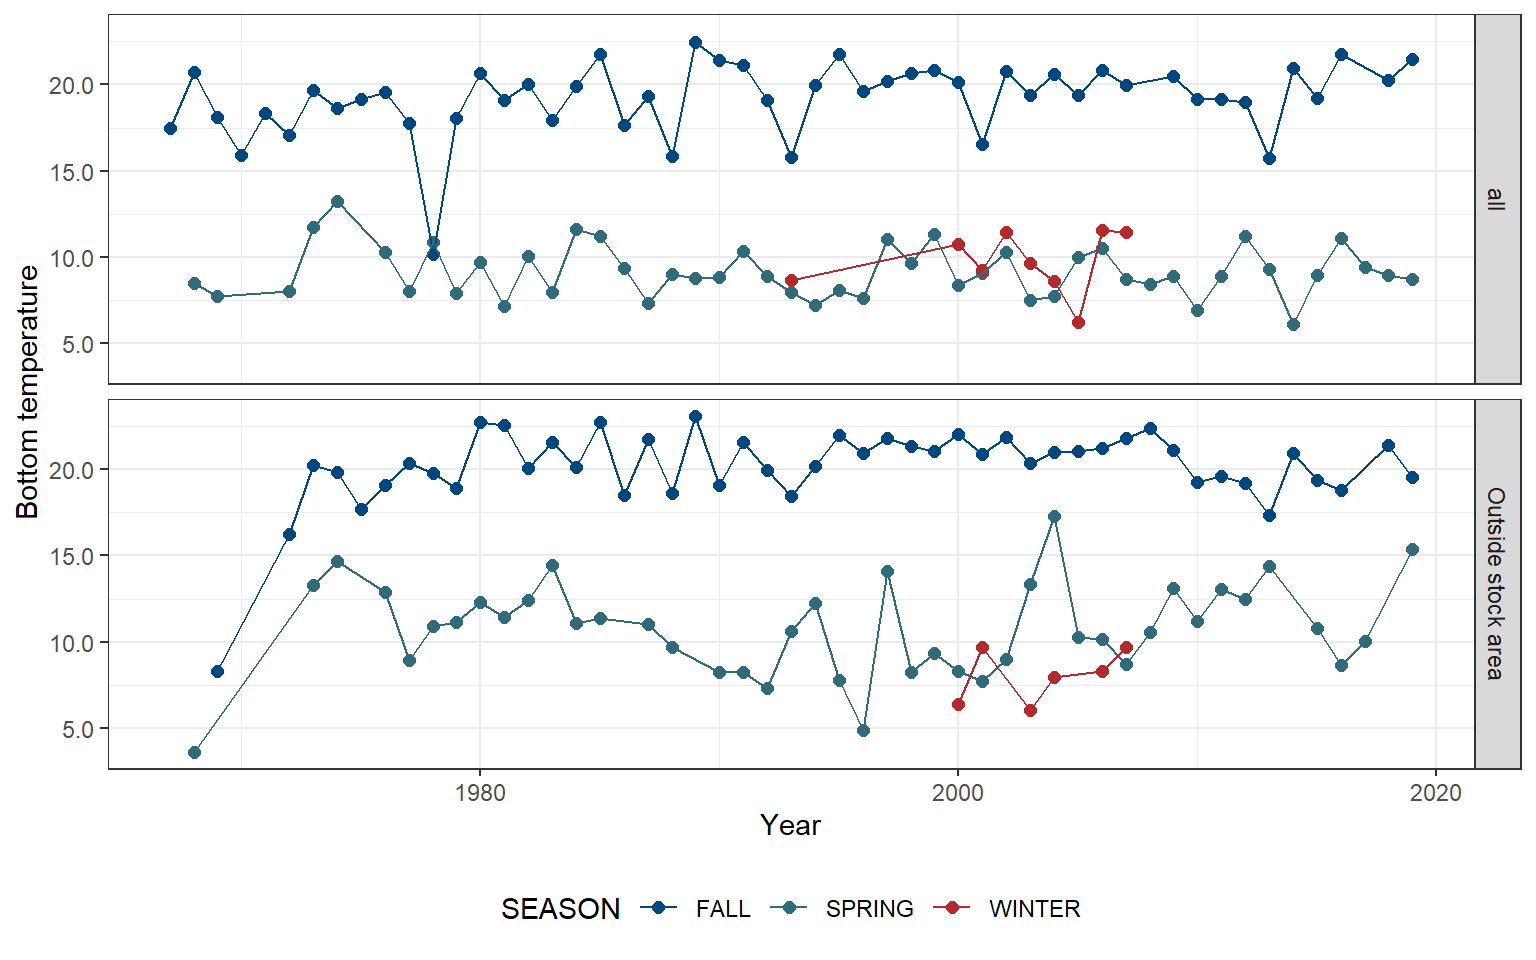 20.0
15.0
10.0
5.0
all
Bottom temperature
20.0
15.0
10.0
5.0
Outside stock area
1980 2000 2020
Year
SEASON FALL SPRING WINTER